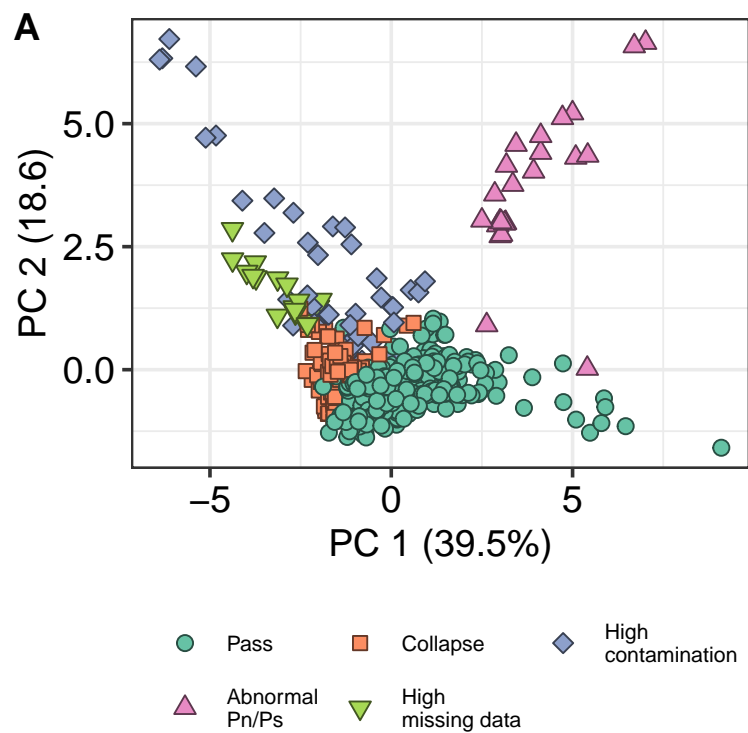 A
PC 2 (18.6)
5.0
2.5
0.0
−5
0
5
PC 1 (39.5%)
Pass
Collapse
High
contamination
Abnormal
Pn/Ps
High
missing data